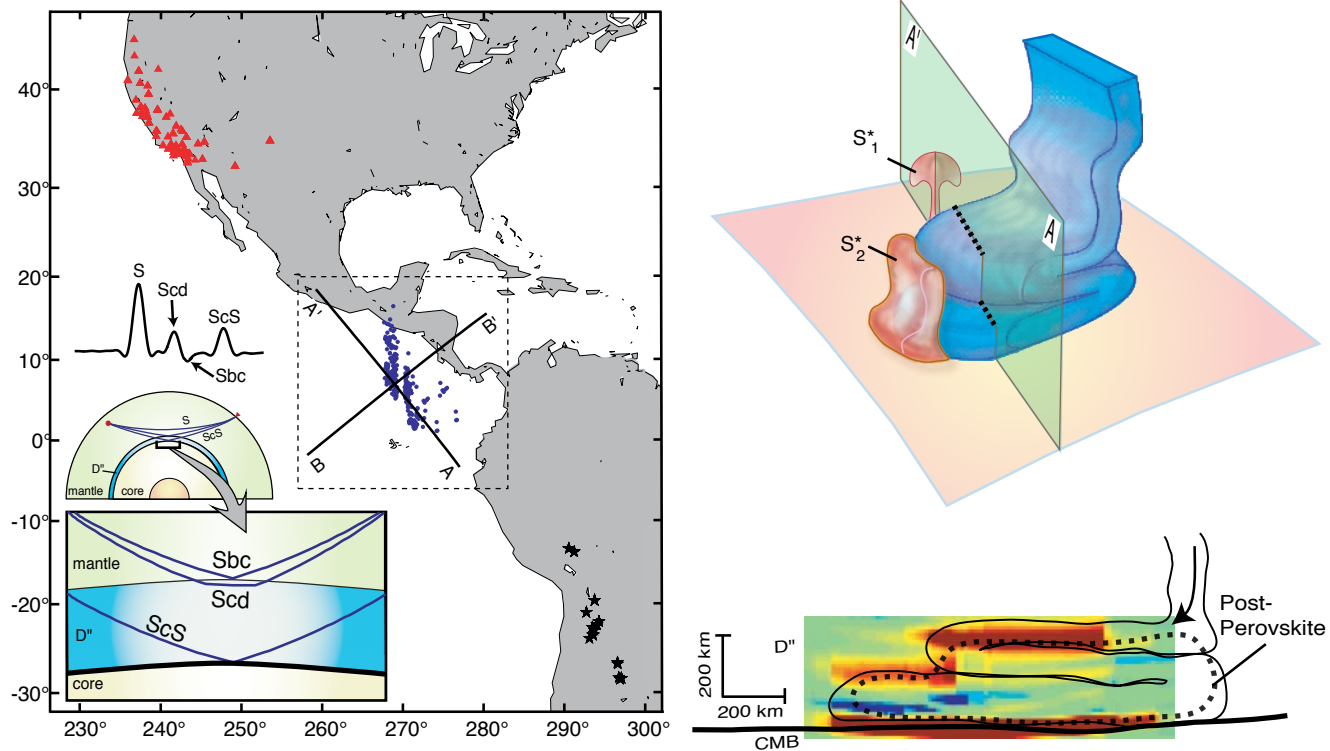 40°
30°
20°
10°
0°
-10°
-20°
-30°
230°
240°
250°
260°
270°
280°
290°
300°
A'
B'
B
A
S
Scd
ScS
Sbc
S
ScS
D"
mantle
core
Sbc
mantle
Scd
ScS
D"
core
A'
S*1
A
S*2
Post-
Perovskite
D"
200 km
200 km
CMB